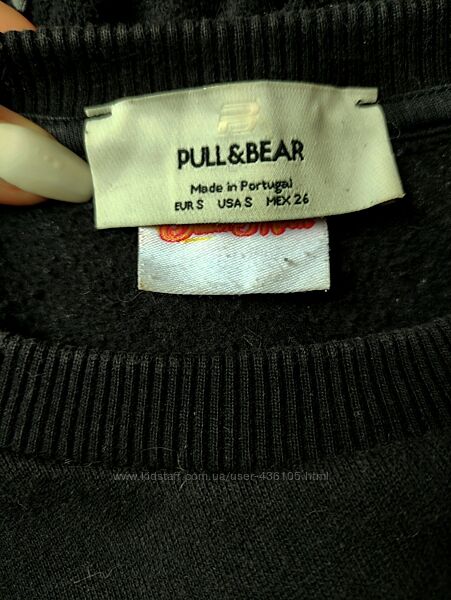 PULL&BEAR
Made in Portugal
EUR S USA S MEX 26
www.kidstaff.com.ua/user-436105.html